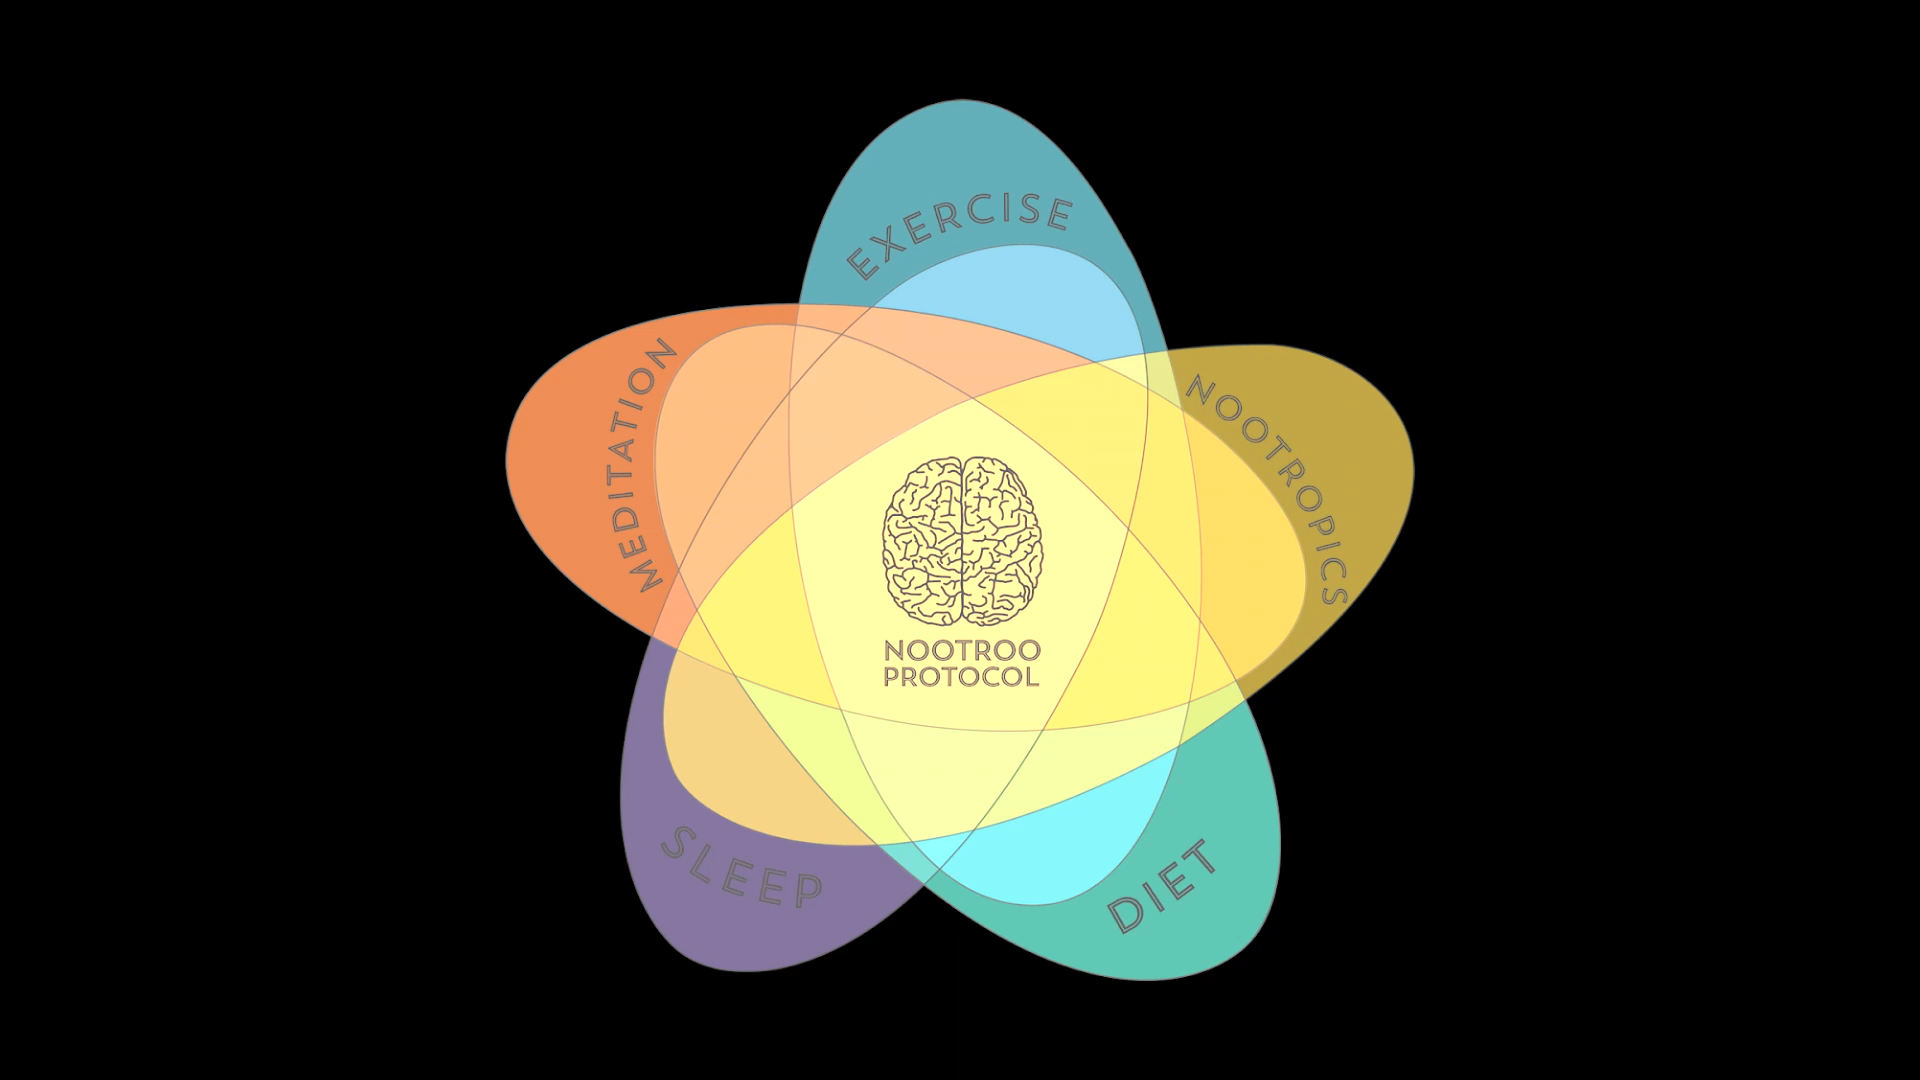 EXERCISE
MEDITATION
NOOTROPICS
NOOTROO
PROTOCOL
SLEEP
DIET